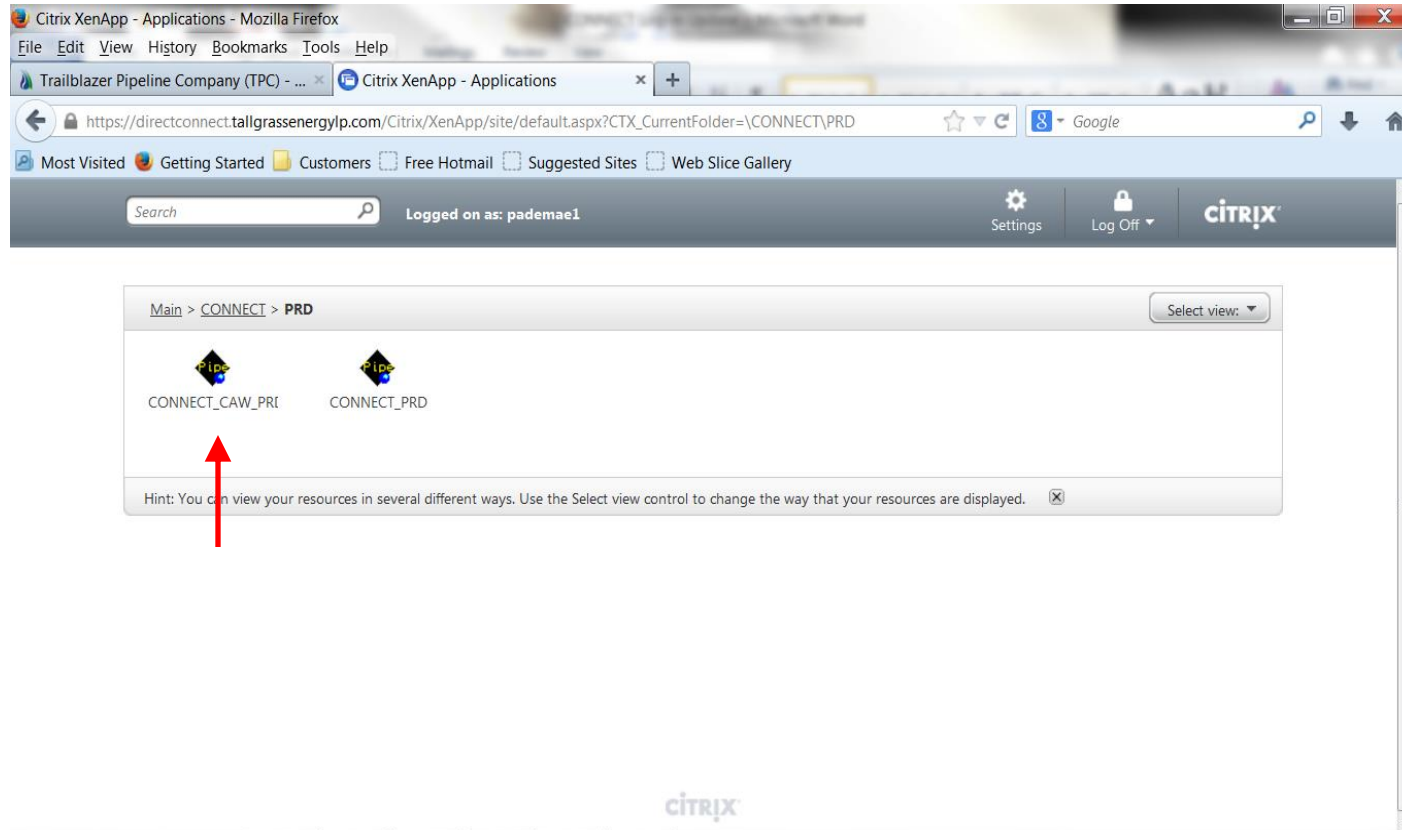 Citrix XenApp - Applications - Mozilla Firefox
File Edit View History Bookmarks Tools Help
Trailblazer Pipeline Company (TPC) - ... × Citrix XenApp - Applications × +
https://directconnect.tallgrassenergylp.com/Citrix/XenApp/site/default.aspx?CTX_CurrentFolder=\CONNECT\PRD 8 Google
Most Visited Getting Started Customers Free Hotmail Suggested Sites Web Slice Gallery
Search Logged on as: pademae1 Settings Log Off CITRIX
Main > CONNECT > PRD Select view:
Pipe Pipe
CONNECT_CAW_PRI CONNECT_PRD
Hint: You can view your resources in several different ways. Use the Select view control to change the way that your resources are displayed.
CITRIX